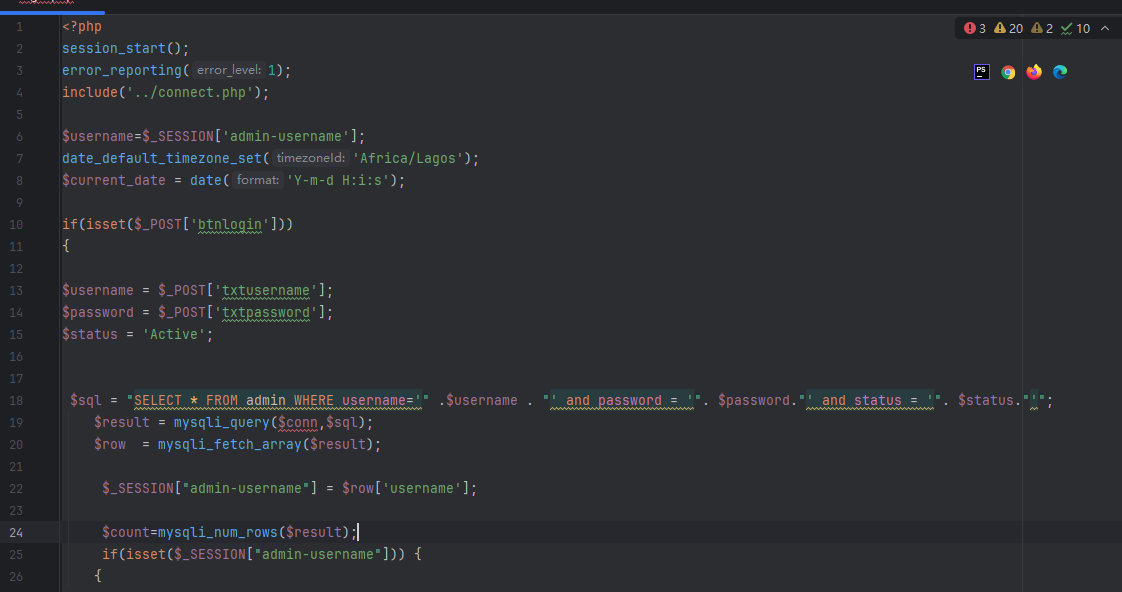 1 <?php
3 20 2 10
2 session_start();
3 error_reporting( error_level: 1);
PS
4 include('../connect.php');
5
6 $username=$_SESSION['admin-username'];
7 date_default_timezone_set( timezoneId: 'Africa/Lagos');
8 $current_date = date( format: 'Y-m-d H:i:s');
9
10 if(isset($_POST['btnlogin']))
11 {
12
13 $username = $_POST['txtusername'];
14 $password = $_POST['txtpassword'];
15 $status = 'Active';
16
17
18 $sql = "SELECT * FROM admin WHERE username='" .$username . "' and password = '". $password."' and status = '". $status."'";
19 $result = mysqli_query($conn,$sql);
20 $row  = mysqli_fetch_array($result);
21
22 $_SESSION["admin-username"] = $row['username'];
23
24 $count=mysqli_num_rows($result);
25 if(isset($_SESSION["admin-username"])) {
26 {